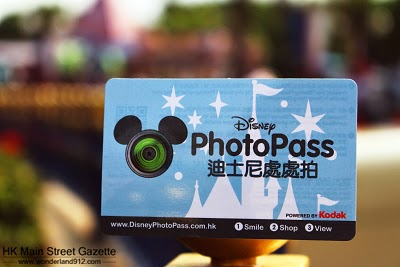 Disney
PhotoPass
迪士尼處處拍
POWERED BY Kodak
www.DisneyPhotoPass.com.hk 1 Smile 2 Shop 3 View
HK Main Street Gazette
www.wonderland912.com